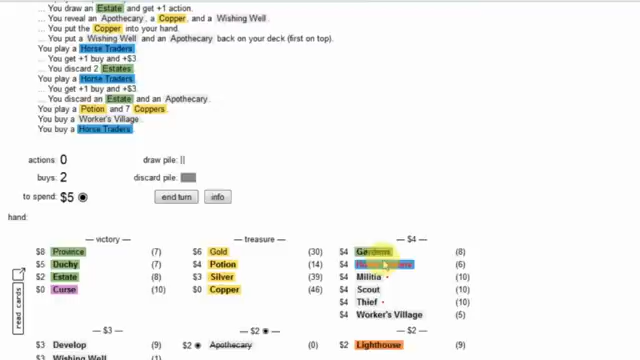 ... You draw an Estate and get +1 action.
... You reveal an Apothecary, a Copper, and a Wishing Well.
... You put the Copper into your hand.
... You put a Wishing Well and an Apothecary back on your deck (first on top).
You play a Horse Traders.
... You get +1 buy and +$3.
... You discard 2 Estates.
You play a Horse Traders.
... You get +1 buy and +$3.
... You discard an Estate and an Apothecary.
You play a Potion and 7 Coppers.
You buy a Worker's Village.
You buy a Horse Traders.
actions: 0 draw pile: ||
buys: 2 discard pile:
to spend: $5 end turn info
hand:
— victory — — treasure — — $4 —
$8 Province (7) $6 Gold (30) $4 Gardens (8)
$5 Duchy (7) $4 Potion (14) $4 (6)
$2 Estate (8) $3 Silver (39) $4 Militia (10)
$0 Curse (10) $0 Copper (46) $4 Scout (10)
$4 Thief (10)
$4 Worker's Village (5)
read cards
— $3 — — $2 — — $2 —
$3 Develop (9) $2 Apothecary (0) $2 Lighthouse (9)
$3 Wishing Well